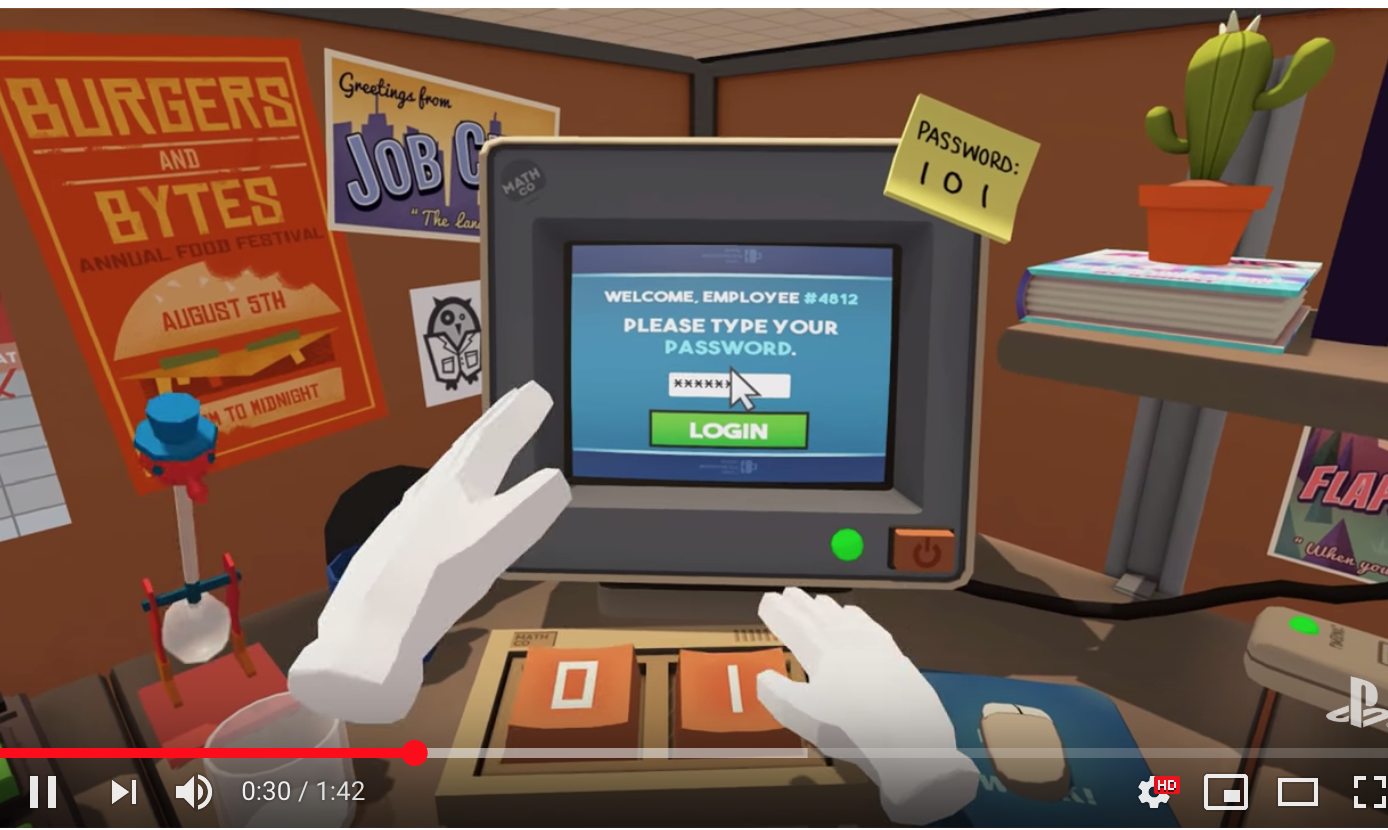 BURGERS
AND
BYTES
ANNUAL FOOD FESTIVAL
AUGUST 5TH
TO MIDNIGHT
AT
Greetings from
JOB C
"The
MATH
CO
PASSWORD:
101
WELCOME, EMPLOYEE #4812
PLEASE TYPE YOUR
PASSWORD.
******
LOGIN
FLAP
"When you
MATH
CO
0
1
0:30 / 1:42
HD